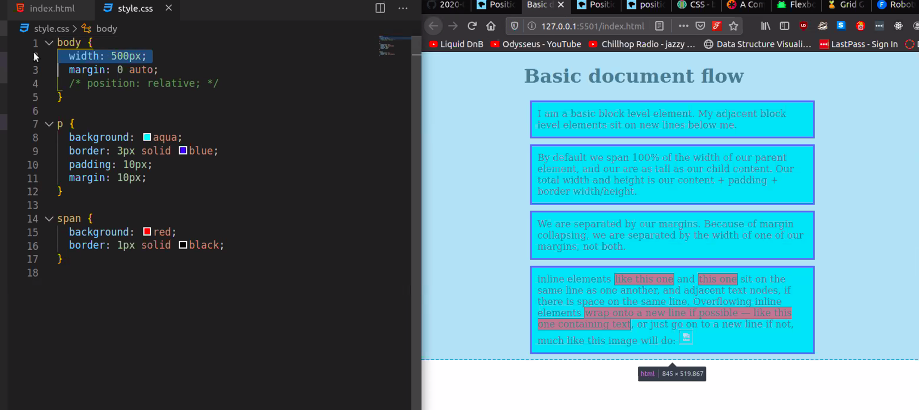 index.html
style.css
style.css > body
1 body {
2 width: 500px;
3 margin: 0 auto;
4 /* position: relative; */
5 }
6
7 p {
8 background: aqua;
9 border: 3px solid blue;
10 padding: 10px;
11 margin: 10px;
12 }
13
14 span {
15 background: red;
16 border: 1px solid black;
17 }
18
2020
Position
Basic d
Positio
positi
CSS - L
A Com
Flexbo
Grid G
Robot
127.0.0.1:5501/index.html
Liquid DnB
Odysseus - YouTube
Chillhop Radio - jazzy ...
Data Structure Visuali...
LastPass - Sign In
Th
Basic document flow
I am a basic block level element. My adjacent block
level elements sit on new lines below me.
By default we span 100% of the width of our parent
element, and our are as tall as our child content. Our
total width and height is our content + padding +
border width/height.
We are separated by our margins. Because of margin
collapsing, we are separated by the width of one of our
margins, not both.
inline elements like this one and this one sit on the
same line as one another, and adjacent text nodes, if
there is space on the same line. Overflowing inline
elements wrap onto a new line if possible — like this
one containing text, or just go on to a new line if not,
much like this image will do:
html 845 × 519.867